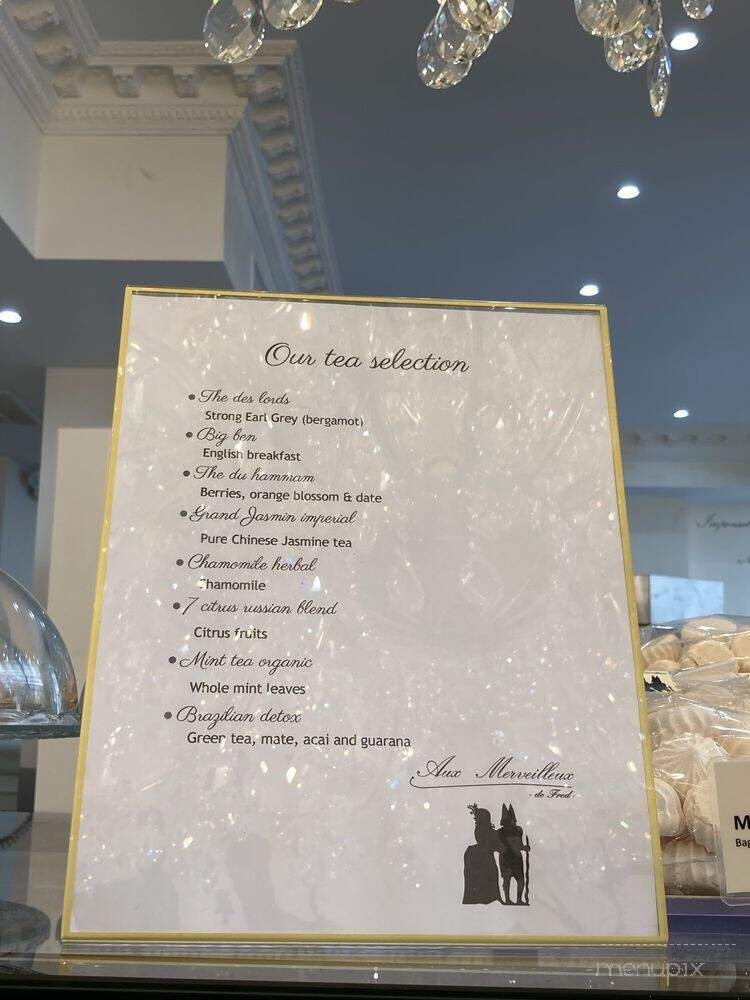 Our tea selection
• The des lords
Strong Earl Grey (bergamot)
• Big ben
English breakfast
• The du hammam
Berries, orange blossom & date
• Grand Jasmin imperial
Pure Chinese Jasmine tea
• Chamomile herbal
Chamomile
• 7 citrus russian blend
Citrus fruits
• Mint tea organic
Whole mint leaves
• Brazilian detox
Green tea, mate, acai and guarana
Aux Merveilleux
- de Fred
menupix